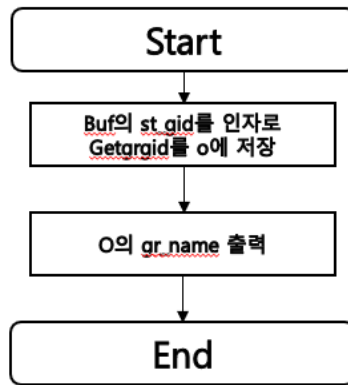 Start
Buf의 st_gid를 인자로
Getgrgid를 o에 저장
O의 gr_name 출력
End